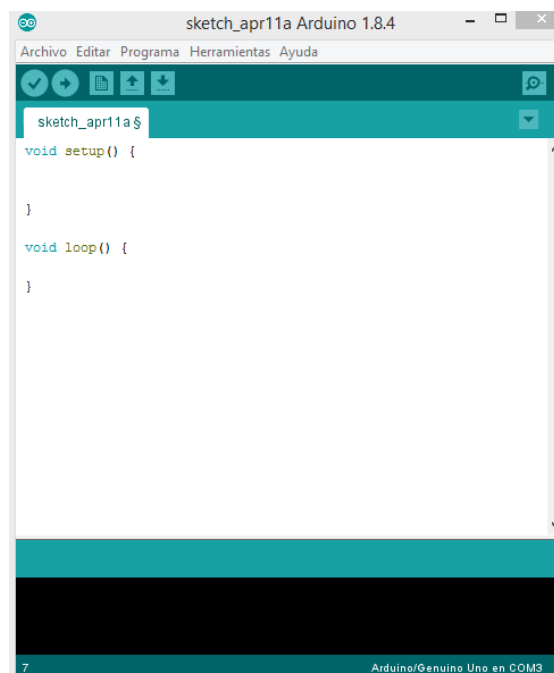 sketch_apr11a Arduino 1.8.4
Archivo Editar Programa Herramientas Ayuda
sketch_apr11a §
void setup() {
}
void loop() {
}
7 Arduino/Genuino Uno en COM3